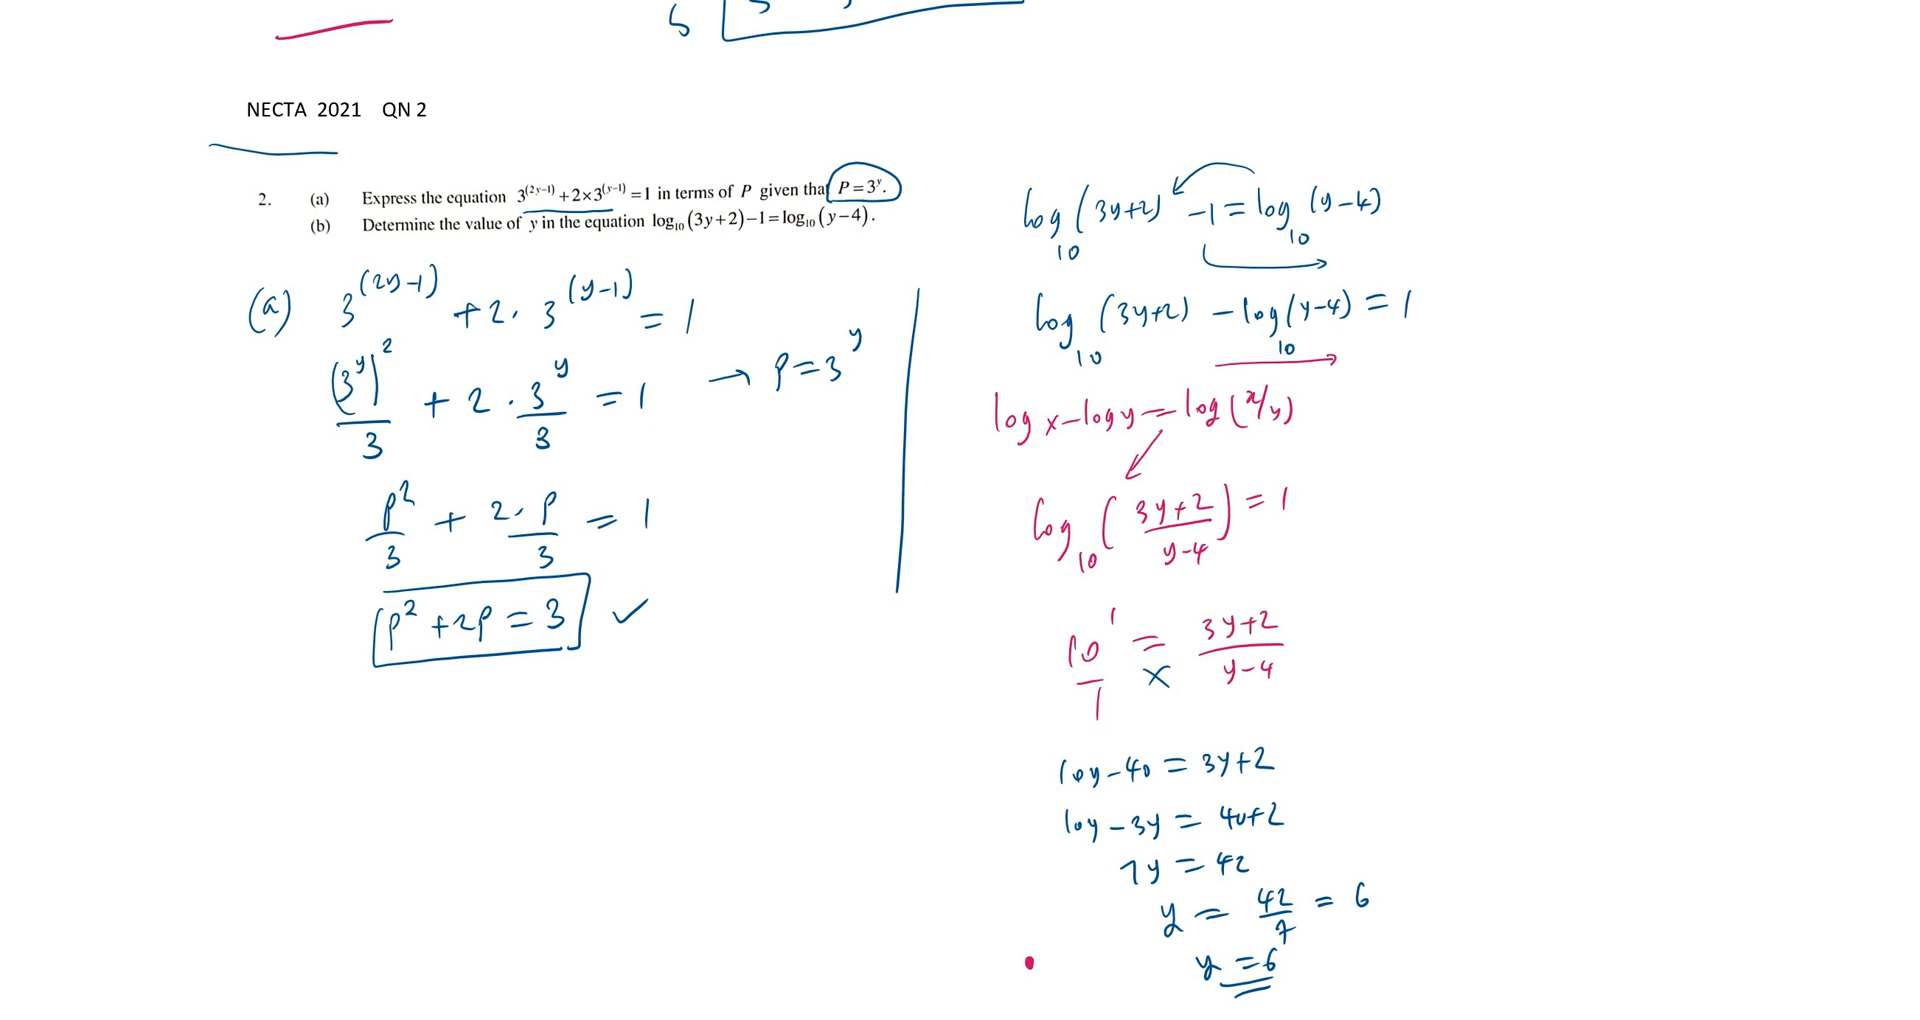 5
NECTA 2021 QN 2
2. (a) Express the equation 3^(2y−1) + 2×3^(y−1) = 1 in terms of P given that P = 3^y.
(b) Determine the value of y in the equation log₁₀(3y+2)−1=log₁₀(y−4).
(a) 3^(2y-1) + 2. 3^(y-1) = 1
(3^y)^2/3 + 2 . 3^y/3 = 1 → P=3^y
P^2/3 + 2. P/3 = 1
P^2 + 2P = 3 ✓
log₁₀(3y+2) -1 = log₁₀(y-4)
log₁₀(3y+2) - log₁₀(y-4) = 1
log x - log y = log(x/y)
log₁₀((3y+2)/(y-4)) = 1
10^1/1 = (3y+2)/(y-4)
x
10y-40 = 3y+2
10y-3y = 40+2
7y = 42
y = 42/7 = 6
y = 6